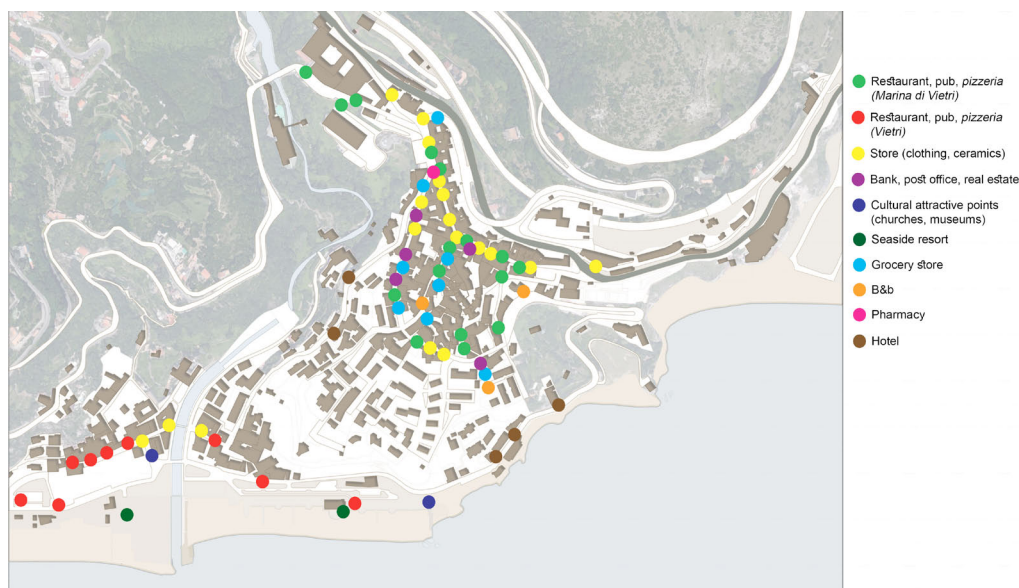 Restaurant, pub, pizzeria
(Marina di Vietri)
Restaurant, pub, pizzeria
(Vietri)
Store (clothing, ceramics)
Bank, post office, real estate
Cultural attractive points
(churches, museums)
Seaside resort
Grocery store
B&b
Pharmacy
Hotel